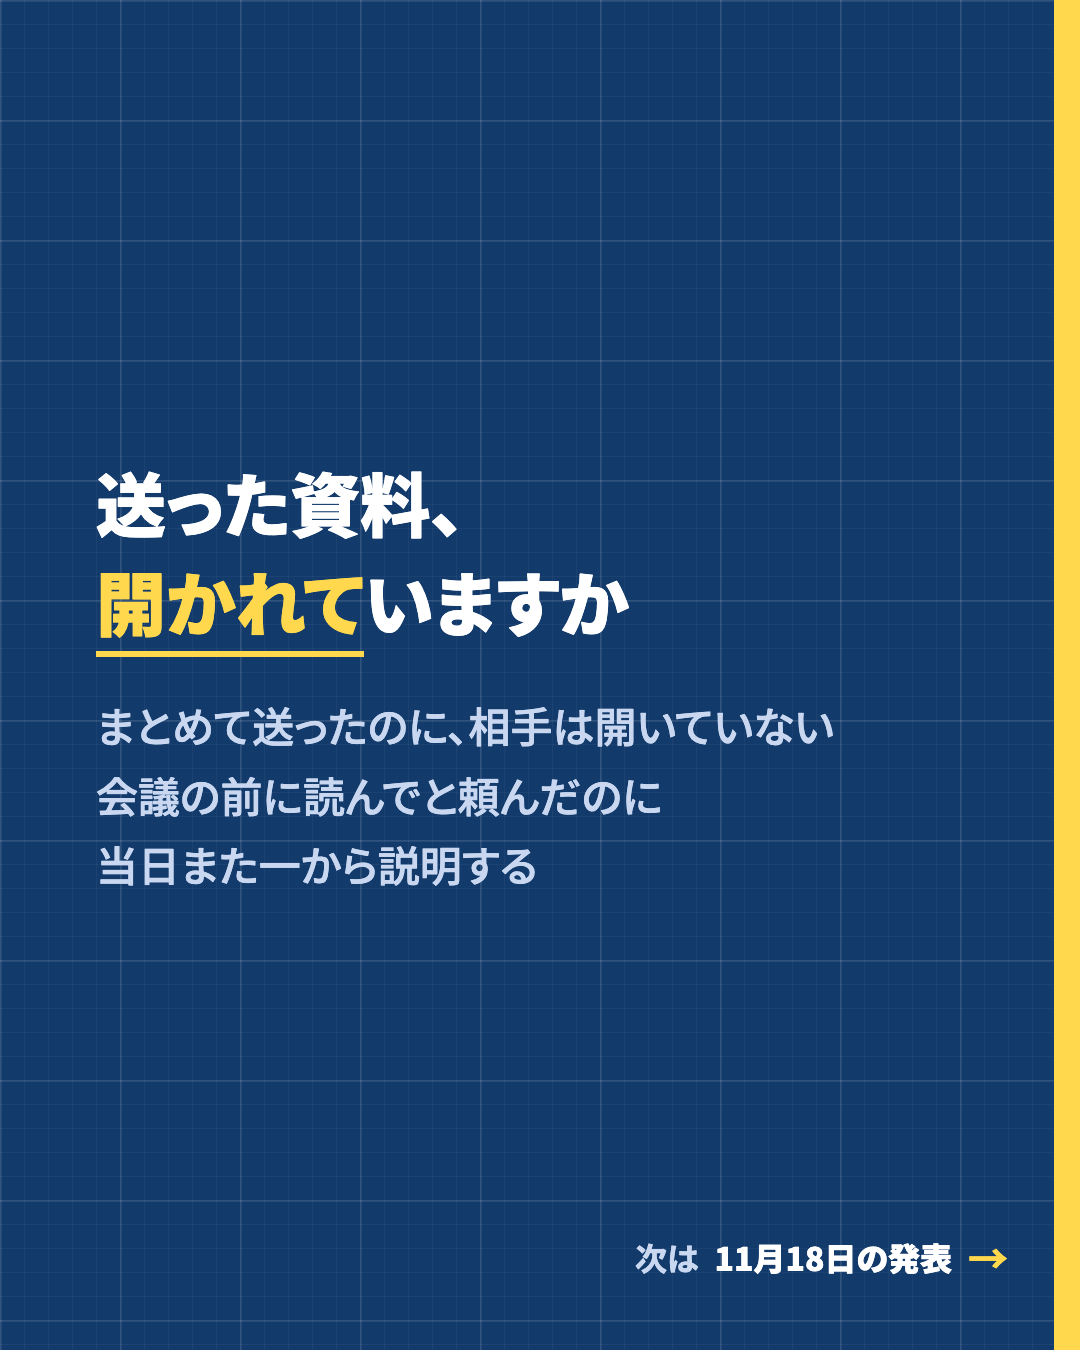 送った資料、
開かれていますか
まとめて送ったのに、相手は開いていない
会議の前に読んでと頼んだのに
当日また一から説明する
次は 11月18日の発表 →